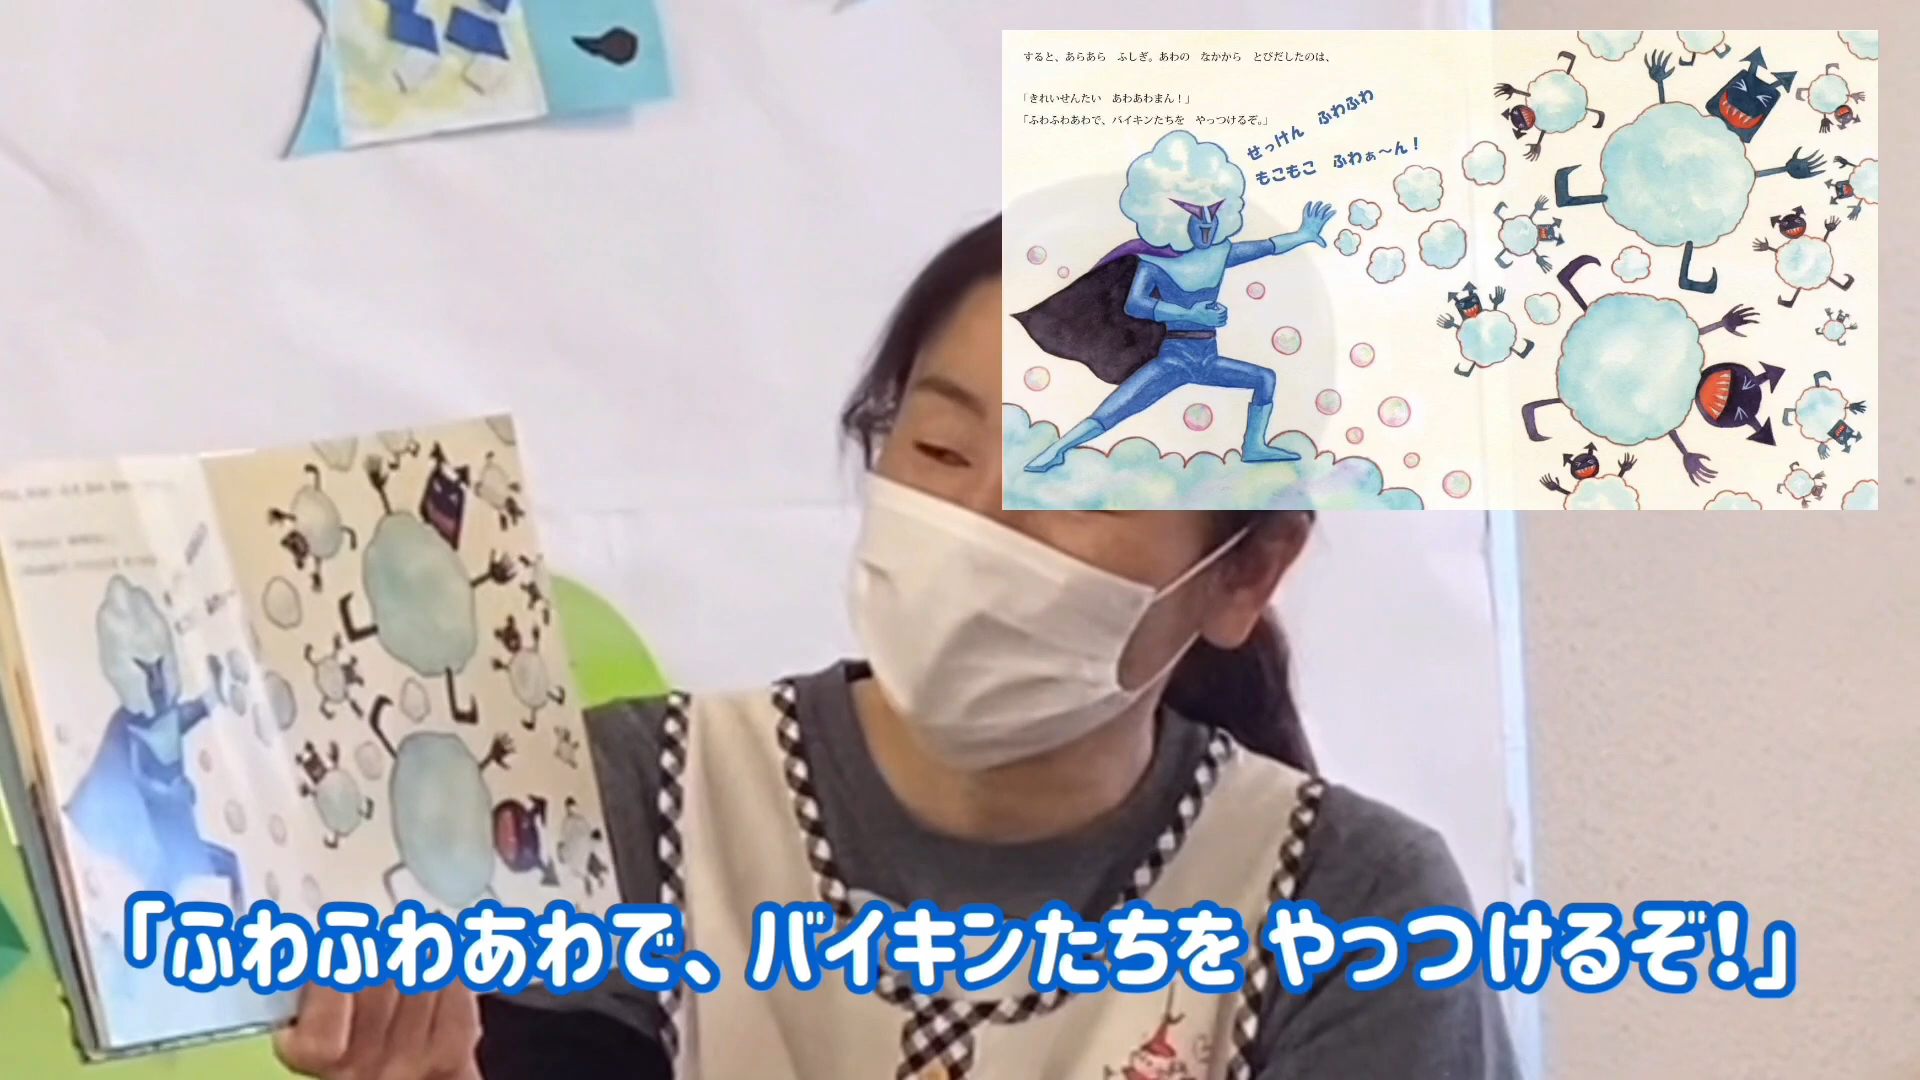 すると、あらあら　ふしぎ。あわの　なかから　とびだしたのは、
「きれいせんたい　あわあわまん！」
「ふわふわあわで、バイキンたちを　やっつけるぞ。」
せっけん　ふわふわ
もこもこ　ふわぁ〜ん！
「ふわふわあわで、バイキンたちを やっつけるぞ！」